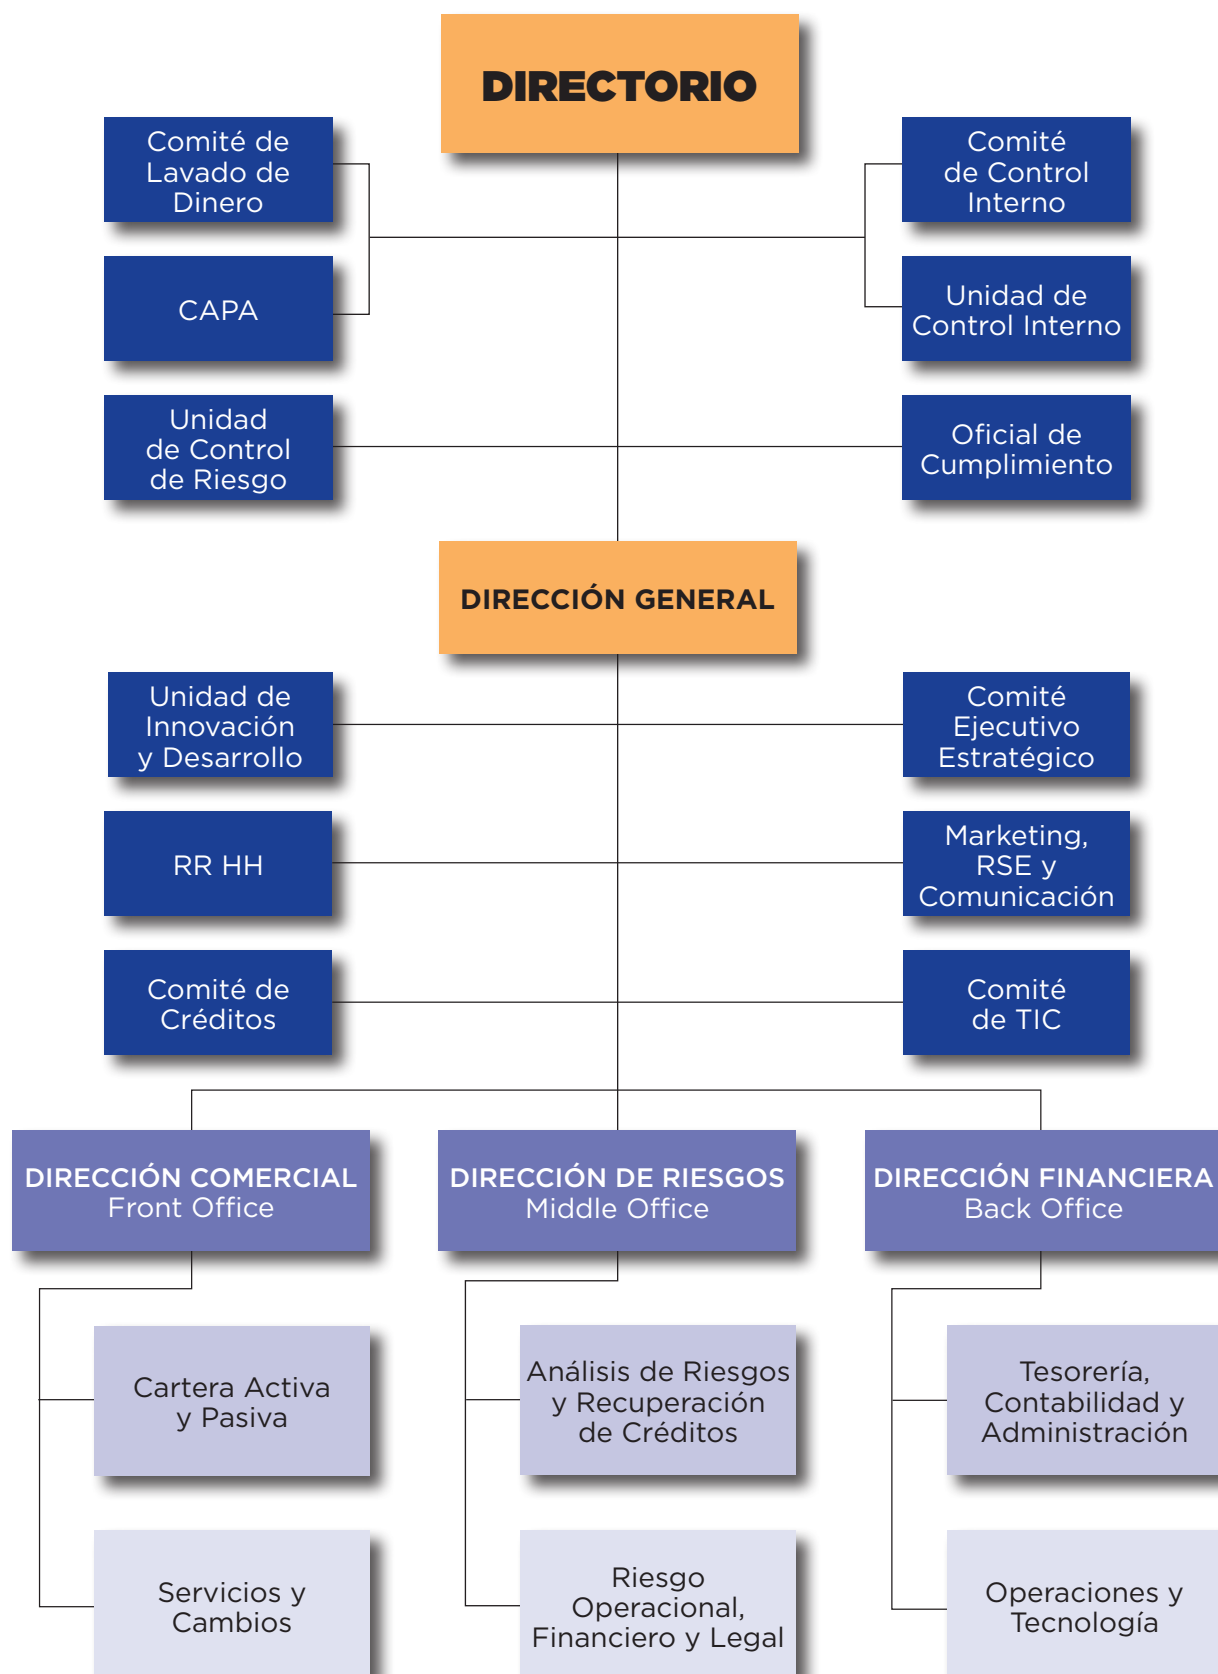 DIRECTORIO
Comité de
Lavado de
Dinero
Comité
de Control
Interno
CAPA
Unidad de
Control Interno
Unidad
de Control
de Riesgo
Oficial de
Cumplimiento
DIRECCIÓN GENERAL
Unidad de
Innovación
y Desarrollo
Comité
Ejecutivo
Estratégico
RR HH
Marketing,
RSE y
Comunicación
Comité de
Créditos
Comité
de TIC
DIRECCIÓN COMERCIAL
Front Office
DIRECCIÓN DE RIESGOS
Middle Office
DIRECCIÓN FINANCIERA
Back Office
Cartera Activa
y Pasiva
Análisis de Riesgos
y Recuperación
de Créditos
Tesorería,
Contabilidad y
Administración
Servicios y
Cambios
Riesgo
Operacional,
Financiero y Legal
Operaciones y
Tecnología